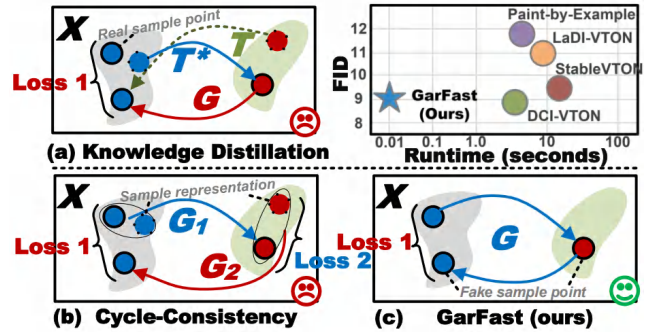 X
Real sample point
T
T*
Loss 1
G
(a) Knowledge Distillation
FID
12
11
10
9
8
Paint-by-Example
LaDI-VTON
StableVTON
GarFast
(Ours)
DCI-VTON
0.01
0.1
1
10
100
Runtime (seconds)
X
Sample representation
G1
Loss 1
G2
Loss 2
(b) Cycle-Consistency
X
G
Loss 1
Fake sample point
(c) GarFast (ours)